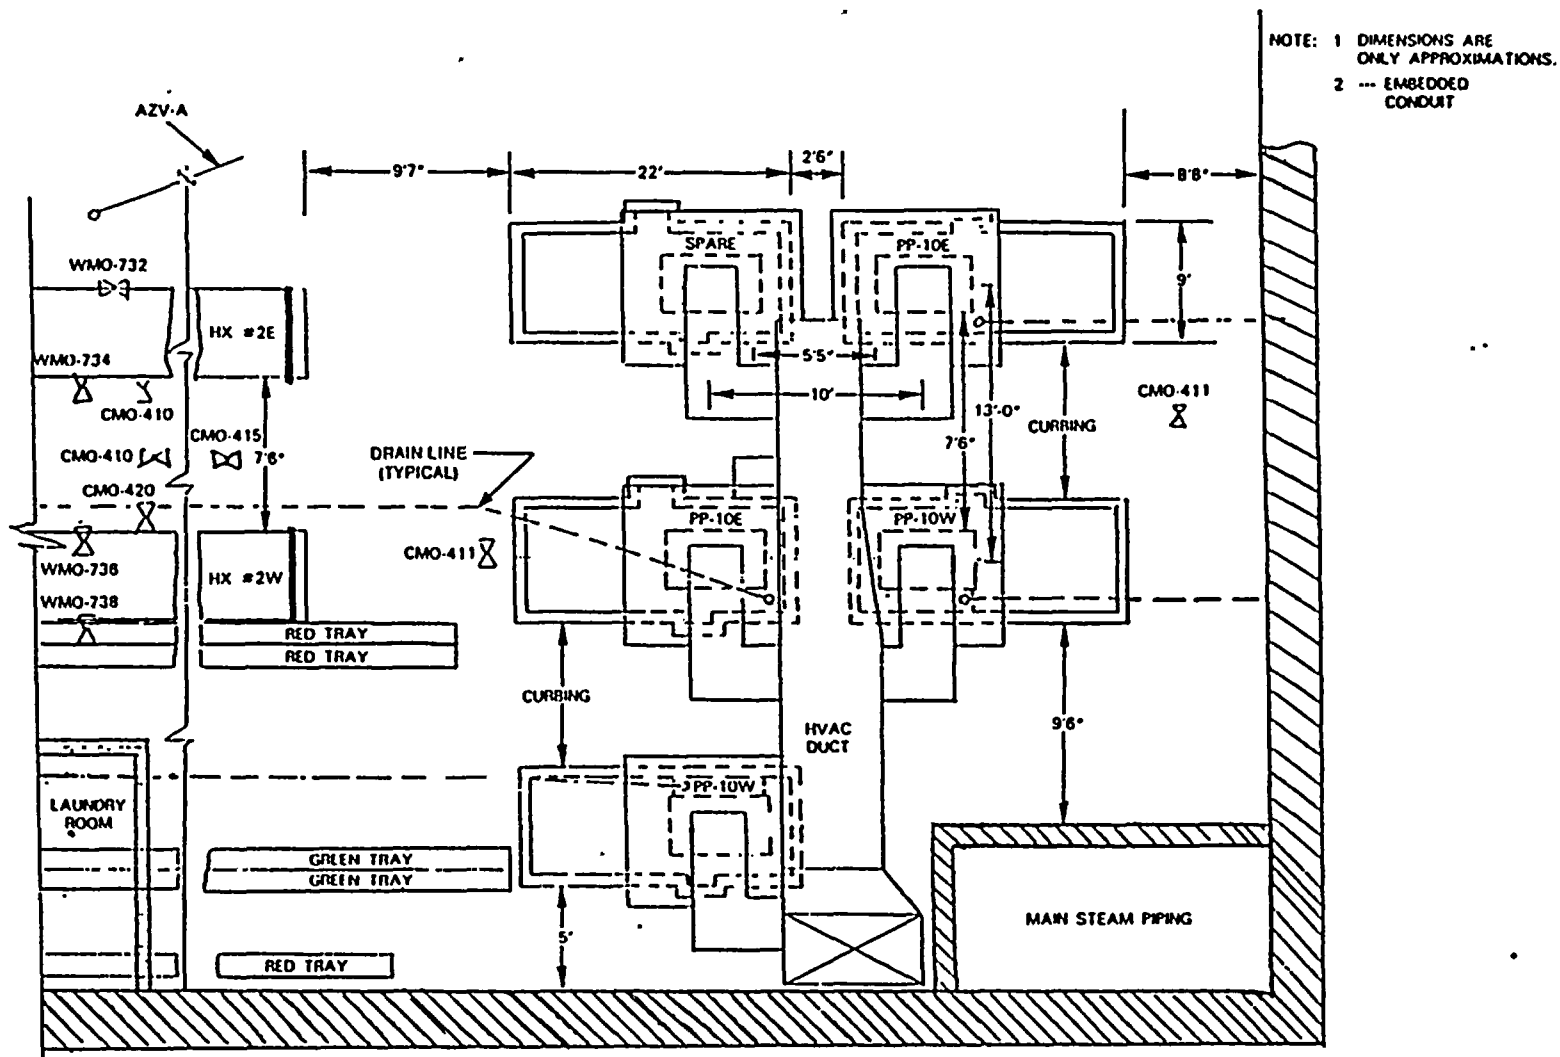 NOTE: 1 DIMENSIONS ARE
ONLY APPROXIMATIONS.
2 --- EMBEDDED
CONDUIT
AZV-A
9'7"
22'
2'6"
8'8"
WMO-732
SPARE
PP-10E
9'
HX #2E
WMO-734
5'5"
CMO-410
10'
13'-0"
CMO-411
CURBING
CMO-415
CMO-410
7'6"
DRAIN LINE
(TYPICAL)
7'6"
CMO-420
PP-10E
PP-10W
CMO-411
WMO-736
HX #2W
WMO-738
RED TRAY
RED TRAY
CURBING
9'6"
HVAC
DUCT
PP-10W
LAUNDRY
ROOM
GREEN TRAY
GREEN TRAY
MAIN STEAM PIPING
5'
RED TRAY